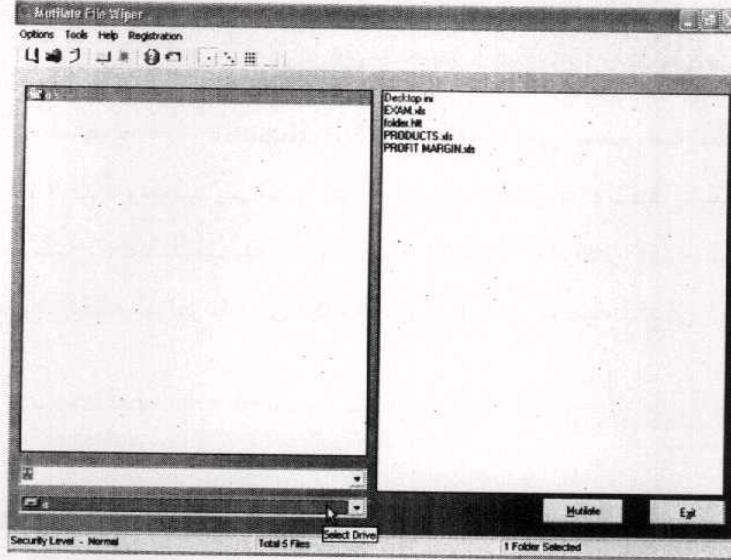 Mutilate File Wiper
Options Tools Help Registration
Desktop.ini
EXAM.xls
folder.htt
PRODUCTS.xls
PROFIT MARGIN.xls
Mutilate
Exit
Select Drive
Security Level - Normal
Total 5 Files
1 Folder Selected